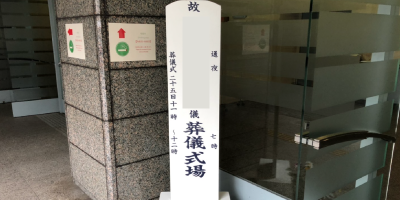 故
通夜 七時
儀 葬儀式場
葬儀式 二十五日十一時～十二時